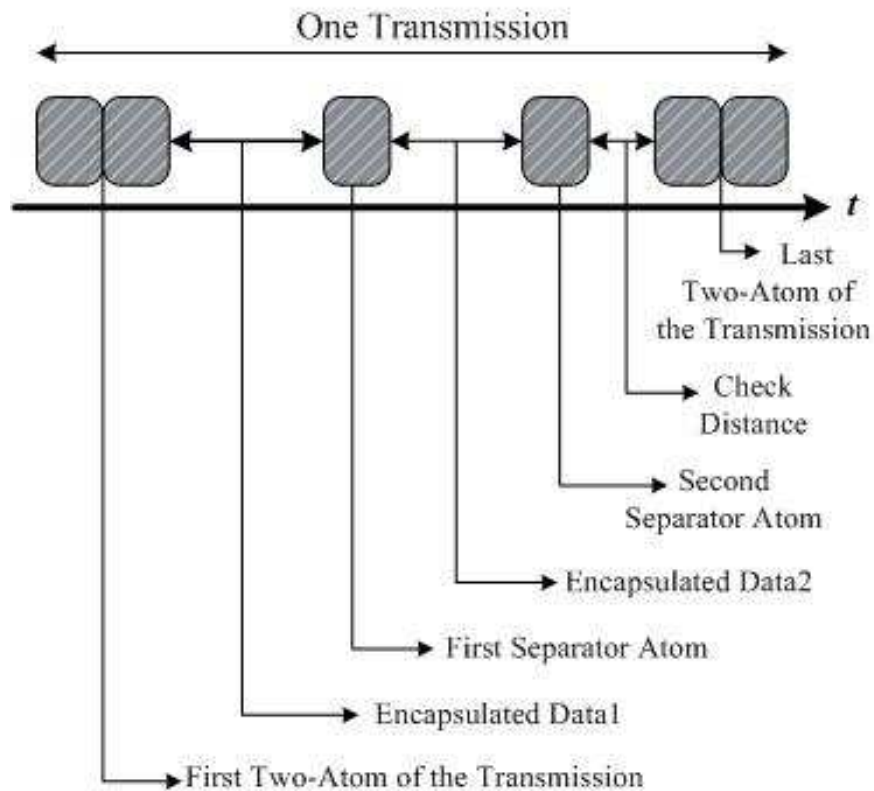 One Transmission
t
Last
Two-Atom of
the Transmission
Check
Distance
Second
Separator Atom
Encapsulated Data2
First Separator Atom
Encapsulated Data1
First Two-Atom of the Transmission